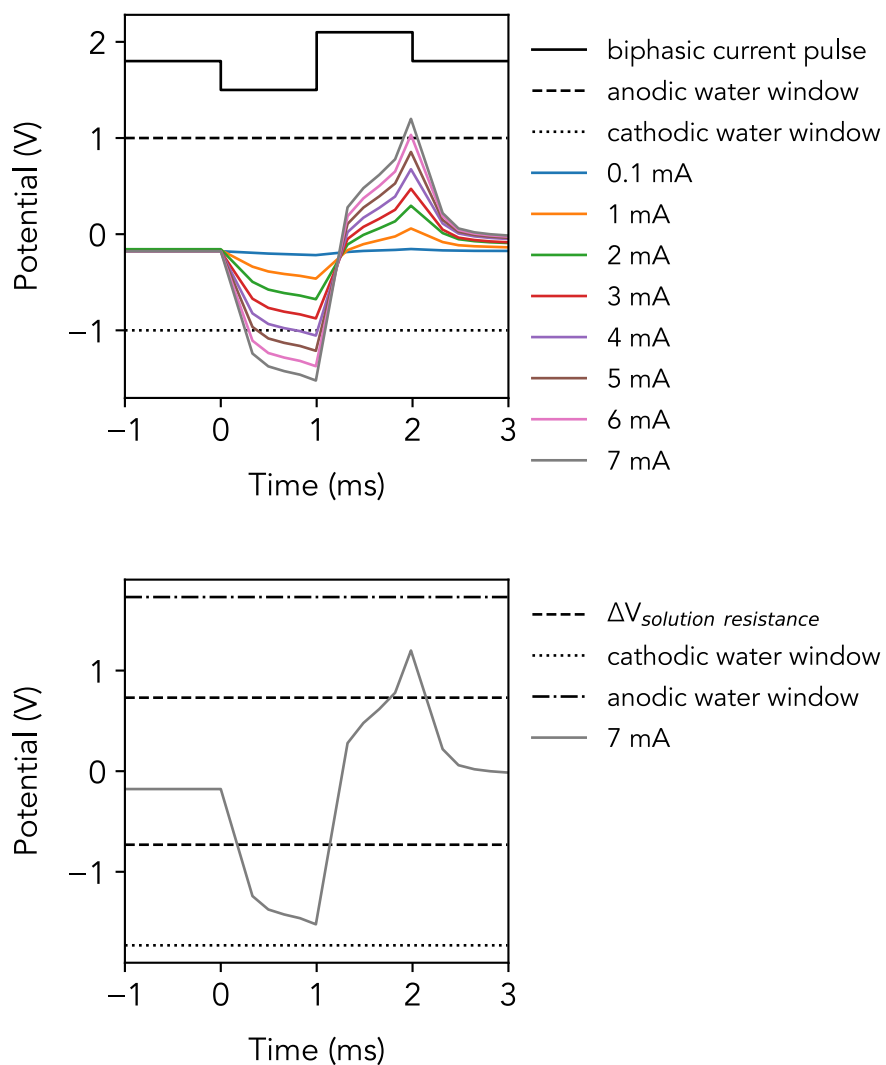 2
1
0
−1
Potential (V)
−1 0 1 2 3
Time (ms)
biphasic current pulse
anodic water window
cathodic water window
0.1 mA
1 mA
2 mA
3 mA
4 mA
5 mA
6 mA
7 mA
1
0
−1
Potential (V)
−1 0 1 2 3
Time (ms)
ΔVsolution resistance
cathodic water window
anodic water window
7 mA